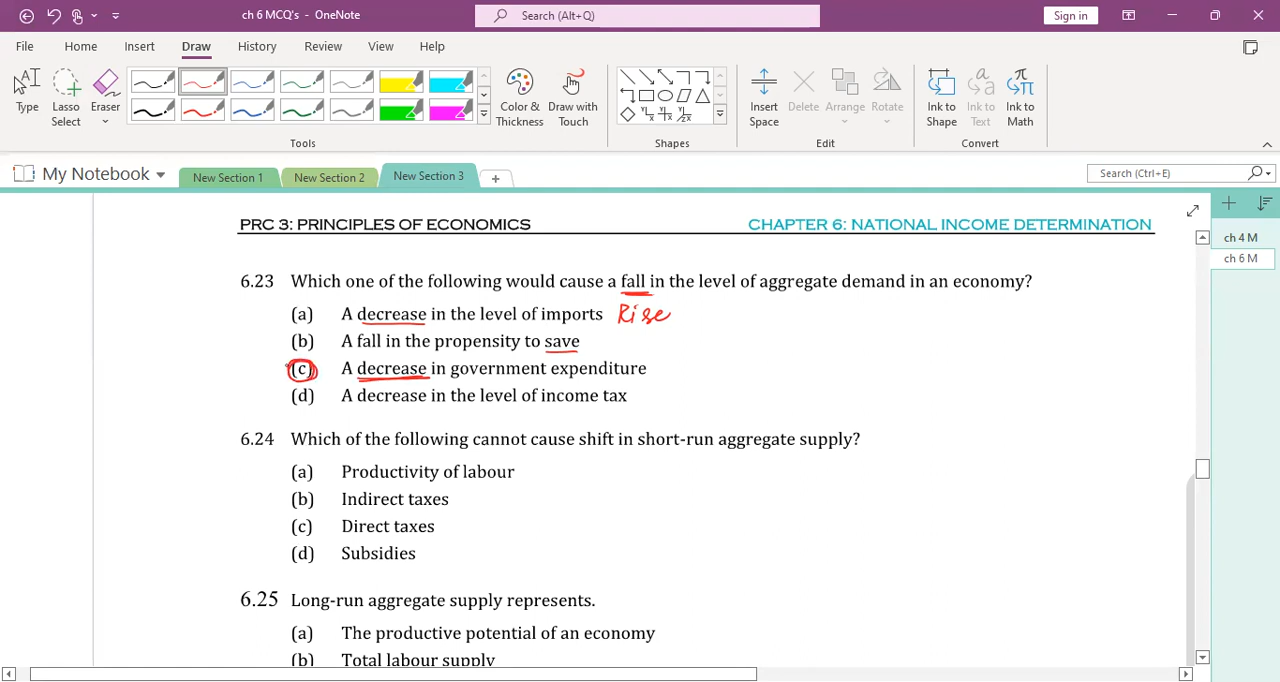 ch 6 MCQ's - OneNote
Search (Alt+Q)
Sign in
File Home Insert Draw History Review View Help
Type
Lasso Select
Eraser
Color & Thickness
Draw with Touch
Insert Space
Delete
Arrange
Rotate
Ink to Shape
Ink to Text
Ink to Math
Tools Shapes Edit Convert
My Notebook New Section 1 New Section 2 New Section 3 Search (Ctrl+E)
ch 4 M
ch 6 M
PRC 3: PRINCIPLES OF ECONOMICS CHAPTER 6: NATIONAL INCOME DETERMINATION
6.23 Which one of the following would cause a fall in the level of aggregate demand in an economy?
(a) A decrease in the level of imports Rise
(b) A fall in the propensity to save
(c) A decrease in government expenditure
(d) A decrease in the level of income tax
6.24 Which of the following cannot cause shift in short-run aggregate supply?
(a) Productivity of labour
(b) Indirect taxes
(c) Direct taxes
(d) Subsidies
6.25 Long-run aggregate supply represents.
(a) The productive potential of an economy
(b) Total labour supply